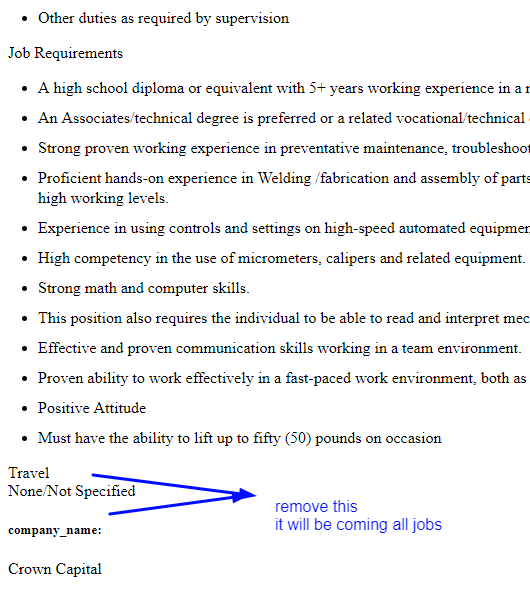 Other duties as required by supervision
Job Requirements
A high school diploma or equivalent with 5+ years working experience in a
An Associates/technical degree is preferred or a related vocational/technical
Strong proven working experience in preventative maintenance, troubleshoot
Proficient hands-on experience in Welding /fabrication and assembly of parts
high working levels.
Experience in using controls and settings on high-speed automated equipmen
High competency in the use of micrometers, calipers and related equipment.
Strong math and computer skills.
This position also requires the individual to be able to read and interpret mec
Effective and proven communication skills working in a team environment.
Proven ability to work effectively in a fast-paced work environment, both as
Positive Attitude
Must have the ability to lift up to fifty (50) pounds on occasion
Travel
None/Not Specified
remove this
it will be coming all jobs
company_name:
Crown Capital